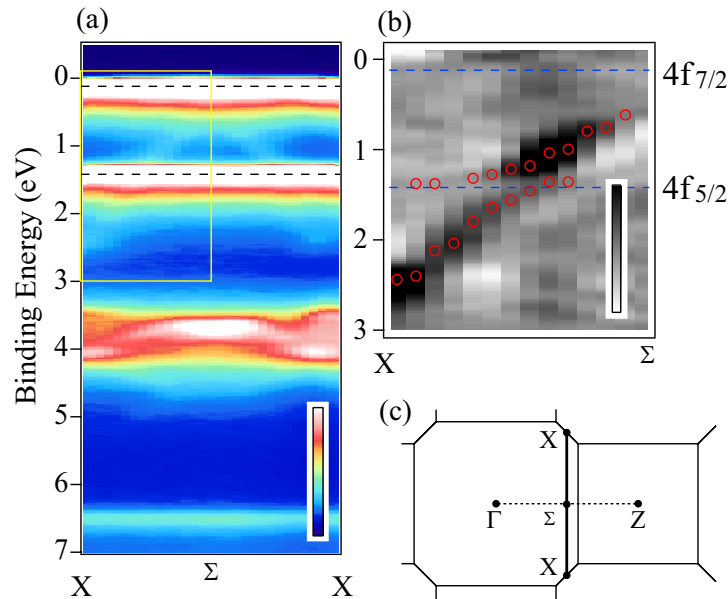 (a)
Binding Energy (eV)
0
1
2
3
4
5
6
7
X
Σ
X
(b)
0
1
2
3
4f7/2
4f5/2
X
Σ
(c)
X
Γ
Σ
Z
X